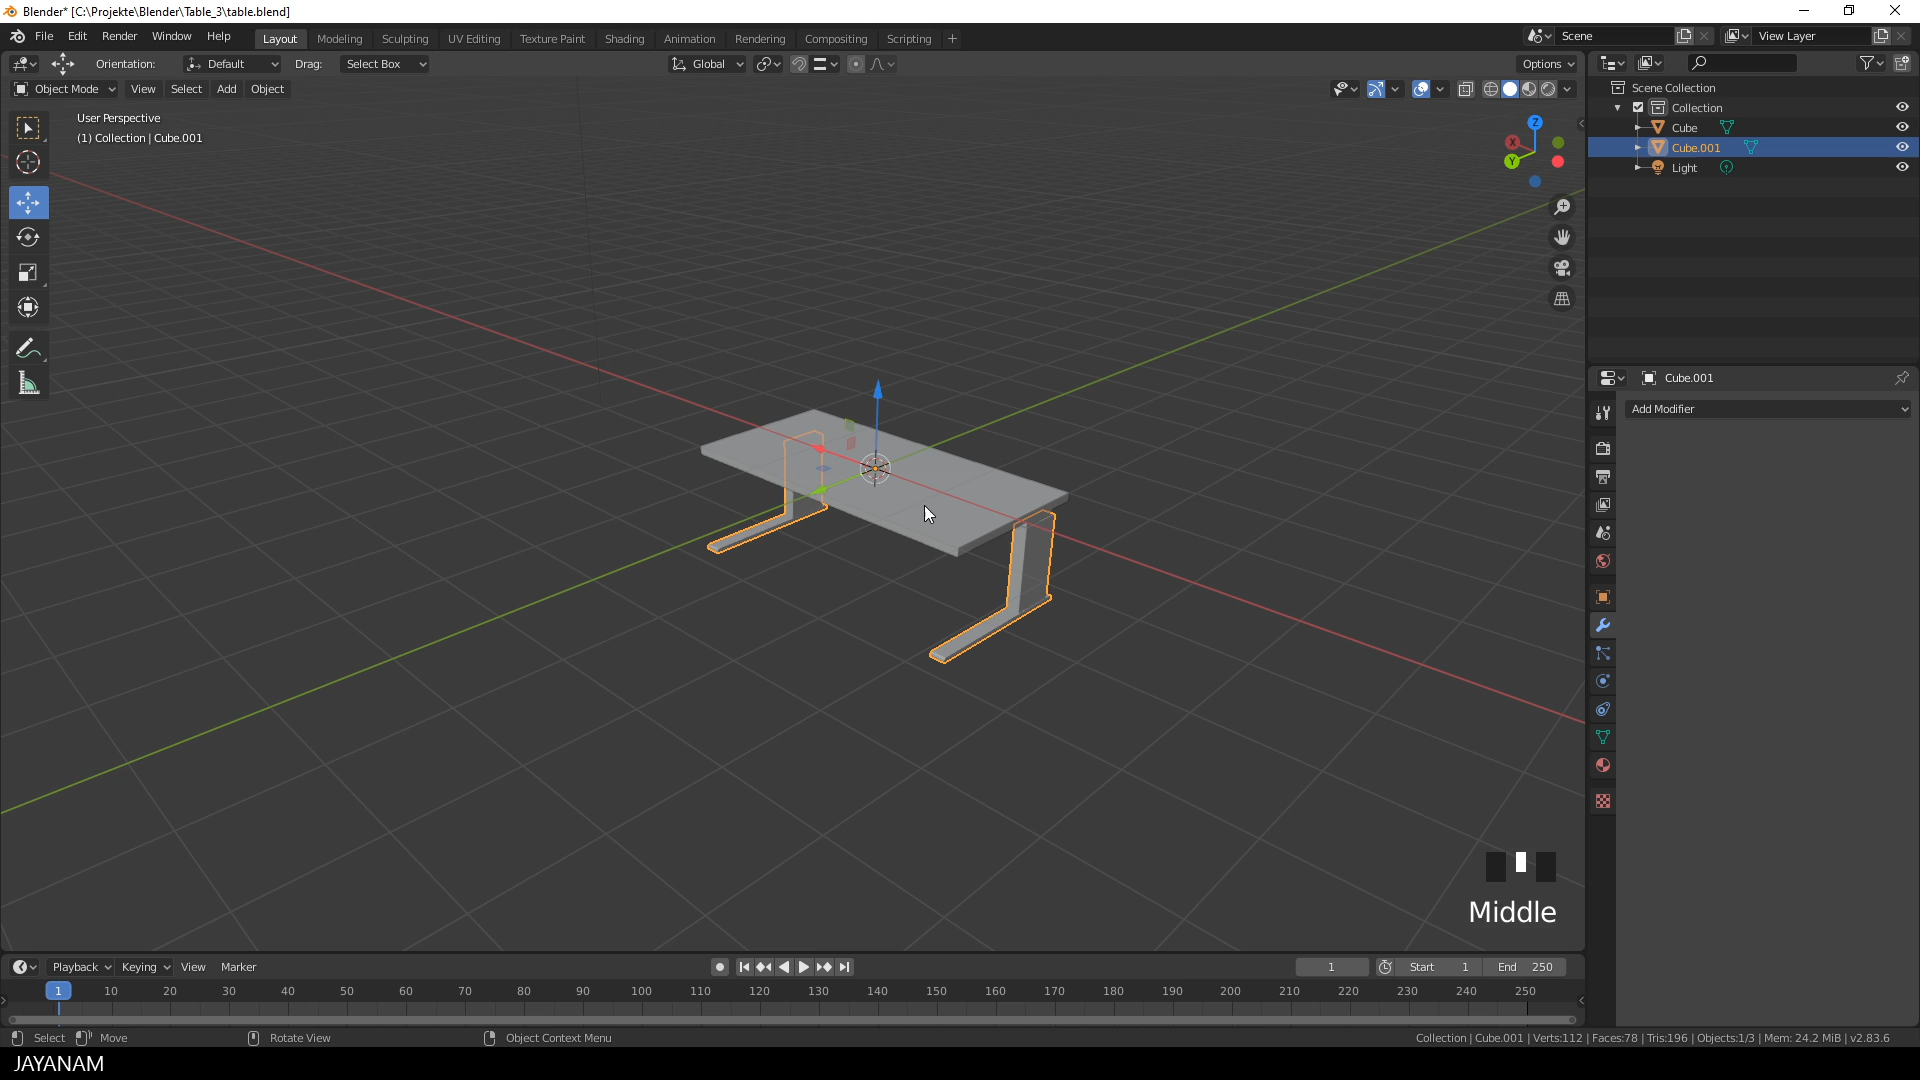 Blender* [C:\Projekte\Blender\Table_3\table.blend]
File Edit Render Window Help Layout Modeling Sculpting UV Editing Texture Paint Shading Animation Rendering Compositing Scripting + Scene View Layer
Orientation: Default Drag: Select Box Global Options
Object Mode View Select Add Object
User Perspective
(1) Collection | Cube.001
Z
X
Y
Scene Collection
Collection
Cube
Cube.001
Light
Cube.001
Add Modifier
Middle
Playback Keying View Marker 1 Start 1 End 250
1 10 20 30 40 50 60 70 80 90 100 110 120 130 140 150 160 170 180 190 200 210 220 230 240 250
Select Move Rotate View Object Context Menu Collection | Cube.001 | Verts:112 | Faces:78 | Tris:196 | Objects:1/3 | Mem: 24.2 MiB | v2.83.6
JAYANAM